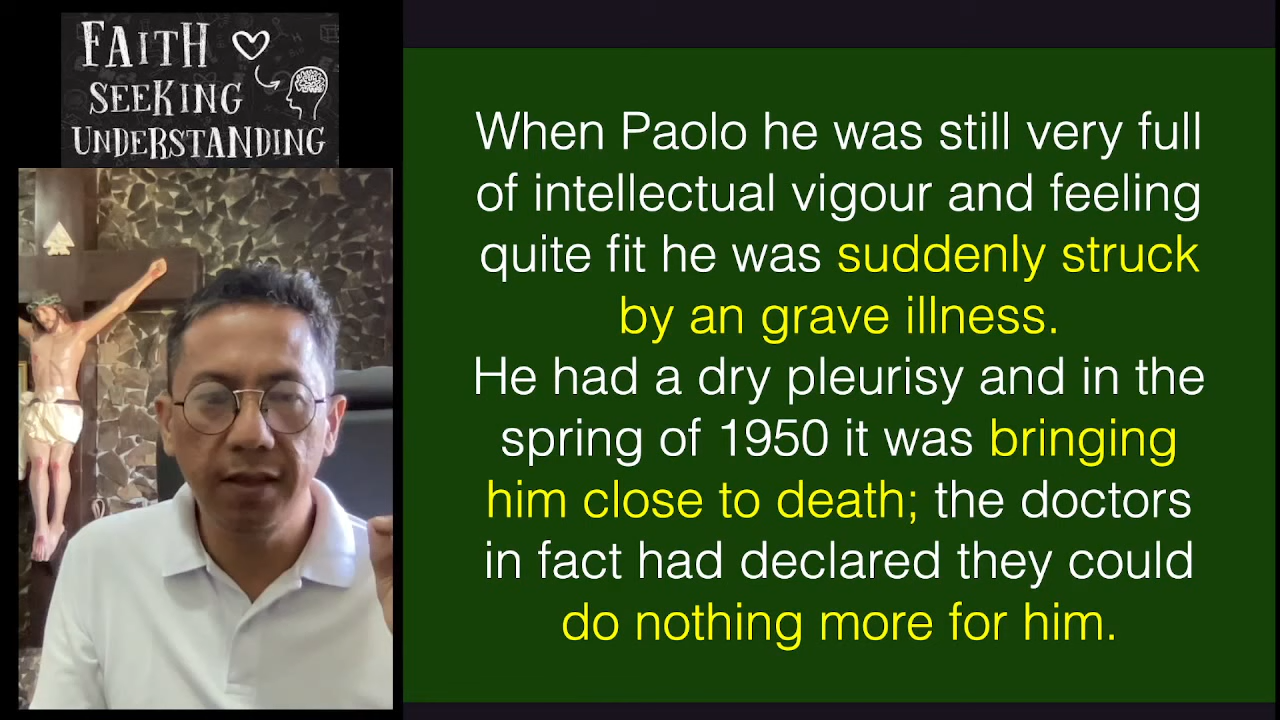 FAITH
SEEKING
UNDERSTANDING
When Paolo he was still very full
of intellectual vigour and feeling
quite fit he was suddenly struck
by an grave illness.
He had a dry pleurisy and in the
spring of 1950 it was bringing
him close to death; the doctors
in fact had declared they could
do nothing more for him.